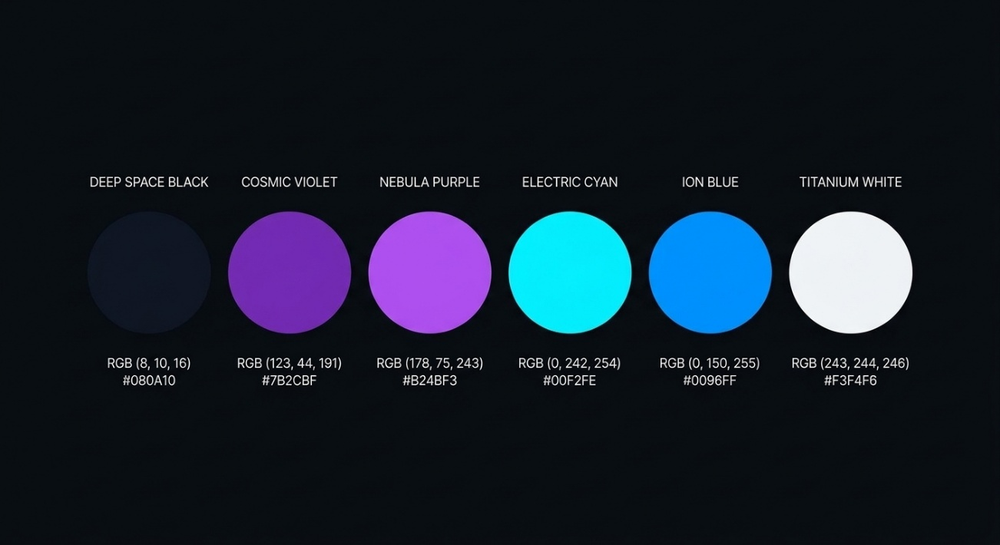 DEEP SPACE BLACK
RGB (8, 10, 16)
#080A10
COSMIC VIOLET
RGB (123, 44, 191)
#7B2CBF
NEBULA PURPLE
RGB (178, 75, 243)
#B24BF3
ELECTRIC CYAN
RGB (0, 242, 254)
#00F2FE
ION BLUE
RGB (0, 150, 255)
#0096FF
TITANIUM WHITE
RGB (243, 244, 246)
#F3F4F6